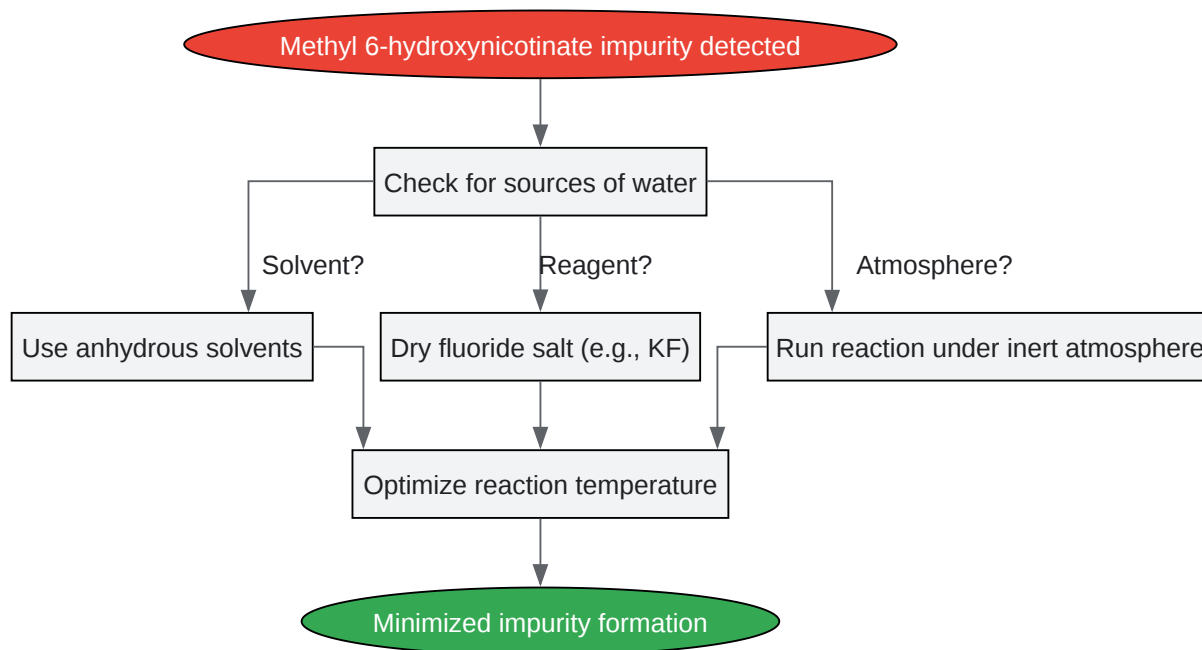 Methyl 6-hydroxynicotinate impurity detected
Check for sources of water
Solvent?
Reagent?
Atmosphere?
Use anhydrous solvents
Dry fluoride salt (e.g., KF)
Run reaction under inert atmosphere
Optimize reaction temperature
Minimized impurity formation